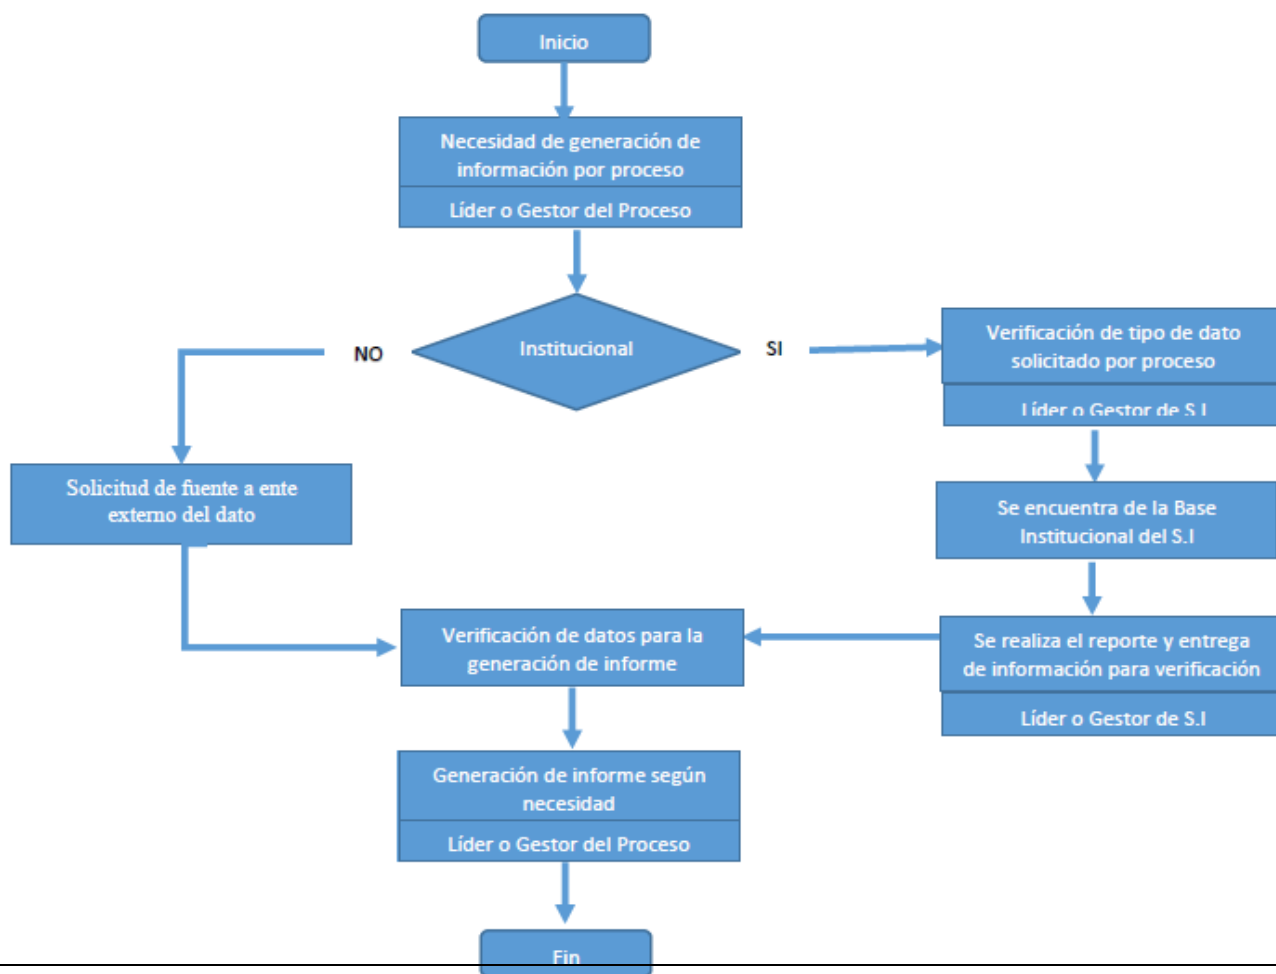 Inicio
Necesidad de generación de
información por proceso
Líder o Gestor del Proceso
Institucional
NO
SI
Verificación de tipo de dato
solicitado por proceso
Líder o Gestor de S.I
Solicitud de fuente a ente
externo del dato
Se encuentra de la Base
Institucional del S.I
Verificación de datos para la
generación de informe
Se realiza el reporte y entrega
de información para verificación
Líder o Gestor de S.I
Generación de informe según
necesidad
Líder o Gestor del Proceso
Fin